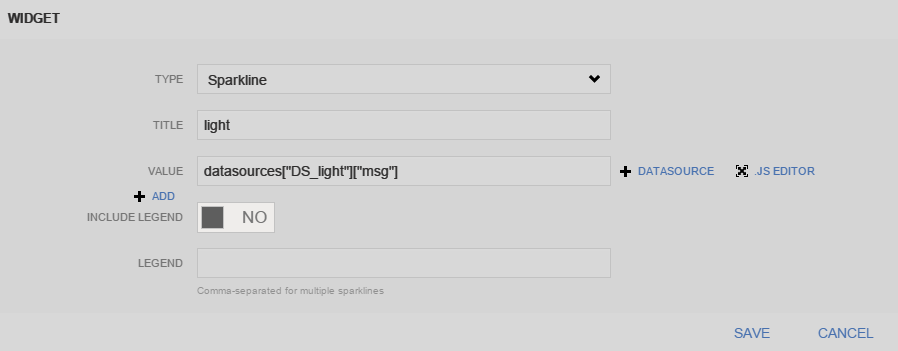 WIDGET
TYPE Sparkline
TITLE light
VALUE datasources["DS_light"]["msg"] DATASOURCE .JS EDITOR
ADD
INCLUDE LEGEND NO
LEGEND
Comma-separated for multiple sparklines
SAVE CANCEL